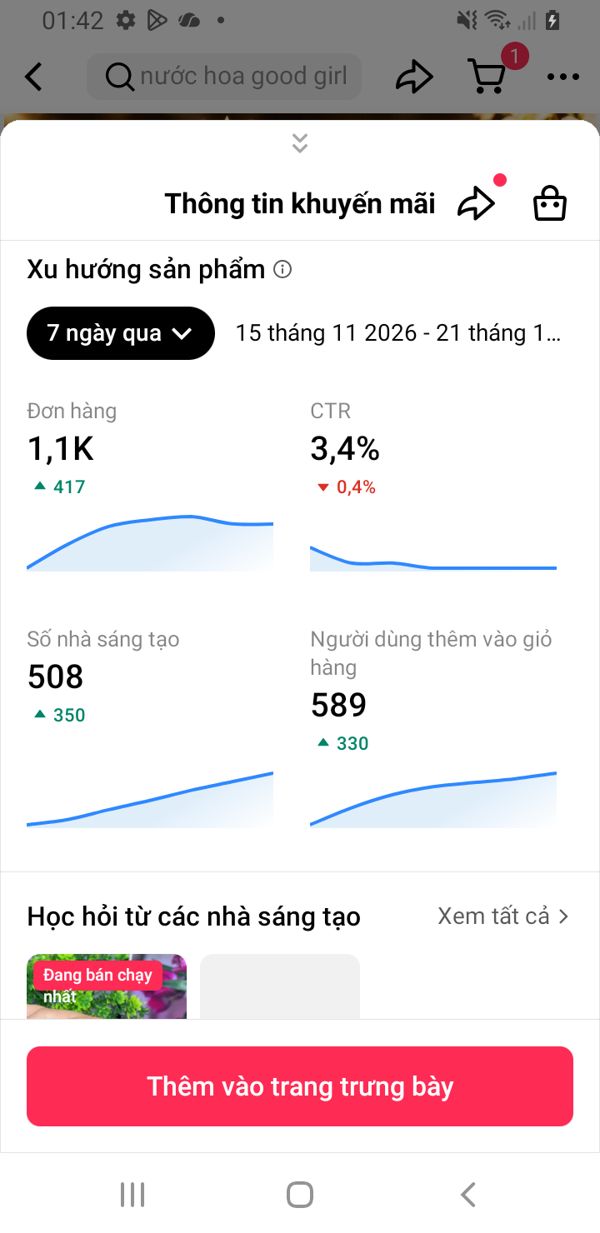 01:42
nước hoa good girl
1
Thông tin khuyến mãi
Xu hướng sản phẩm
7 ngày qua
15 tháng 11 2026 - 21 tháng 1...
Đơn hàng
CTR
1,1K
3,4%
417
0,4%
Số nhà sáng tạo
Người dùng thêm vào giỏ
hàng
508
589
350
330
Học hỏi từ các nhà sáng tạo
Xem tất cả
Đang bán chạy
nhất
Thêm vào trang trưng bày